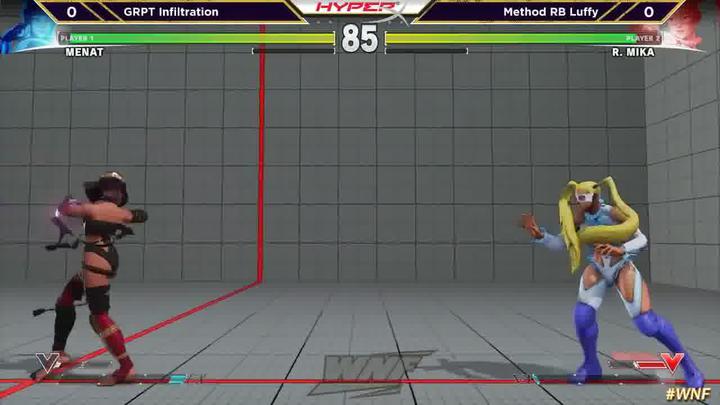 0 GRPT Infiltration HYPER Method RB Luffy 0
PLAYER 1 85 PLAYER 2
MENAT R. MIKA
V V
WNF
#WNF